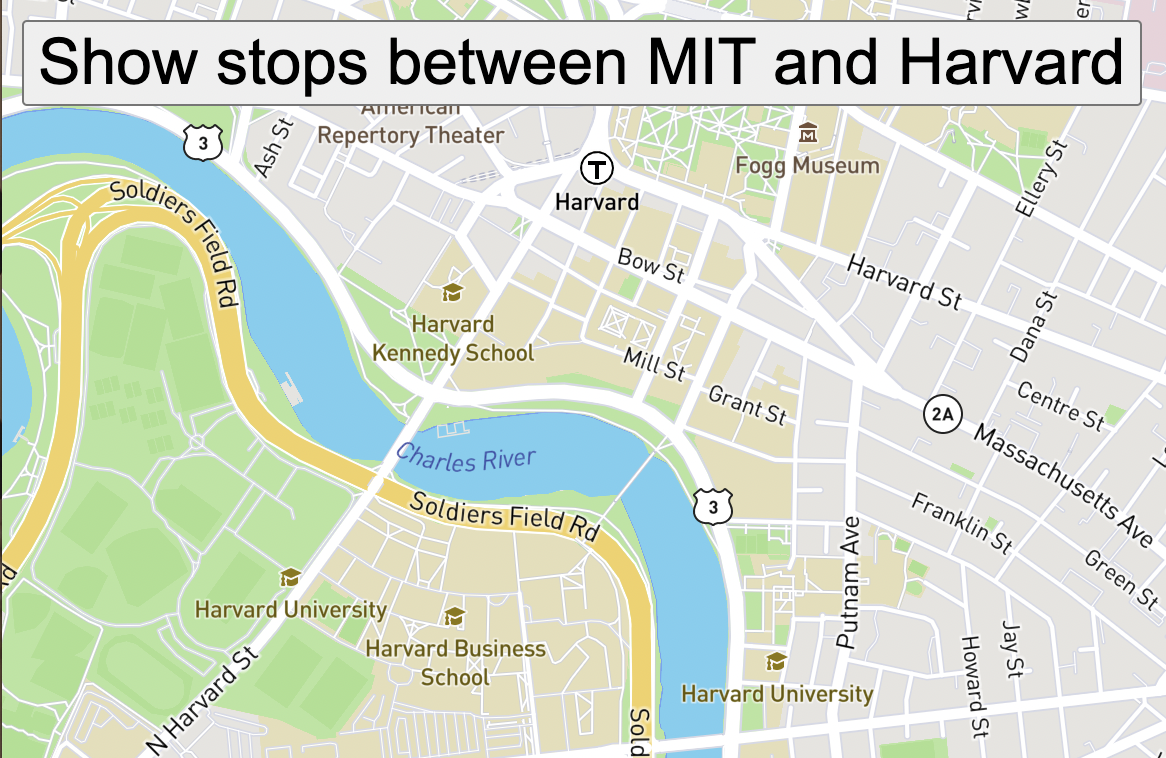 Show stops between MIT and Harvard
American
Repertory Theater
3
Ash St
T
Harvard
Fogg Museum
Ellery St
Soldiers Field Rd
Bow St
Harvard St
Harvard
Kennedy School
Dana St
Mill St
Grant St
Centre St
2A
Massachusetts Ave
Charles River
Soldiers Field Rd
3
Franklin St
Putnam Ave
Green St
Rd
Harvard University
Harvard Business
School
Jay St
Howard St
N Harvard St
Harvard University
Sold